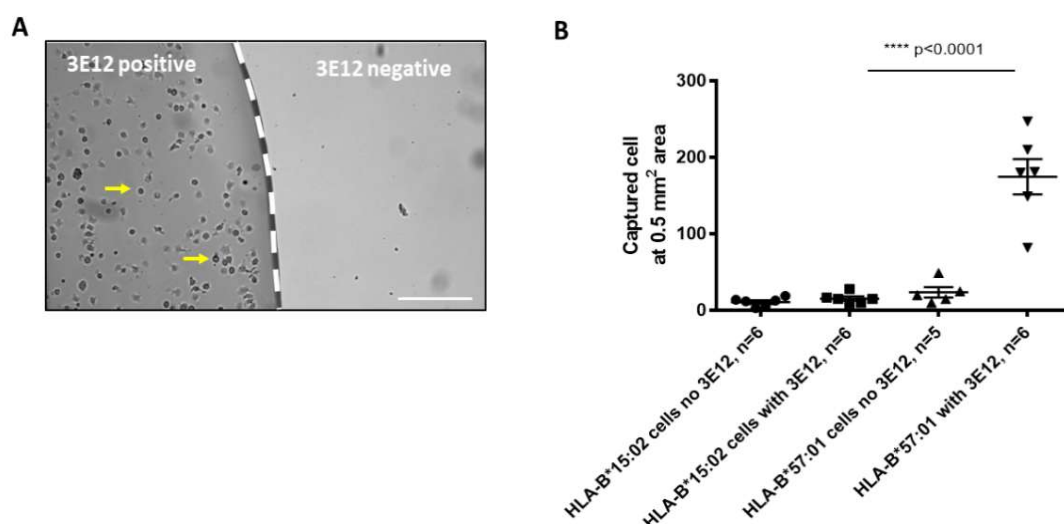 A
3E12 positive
3E12 negative
B
**** p<0.0001
300
200
100
0
Captured cell
at 0.5 mm² area
HLA-B*15:02 cells no 3E12, n=6
HLA-B*15:02 cells with 3E12, n=6
HLA-B*57:01 cells no 3E12, n=5
HLA-B*57:01 with 3E12, n=6